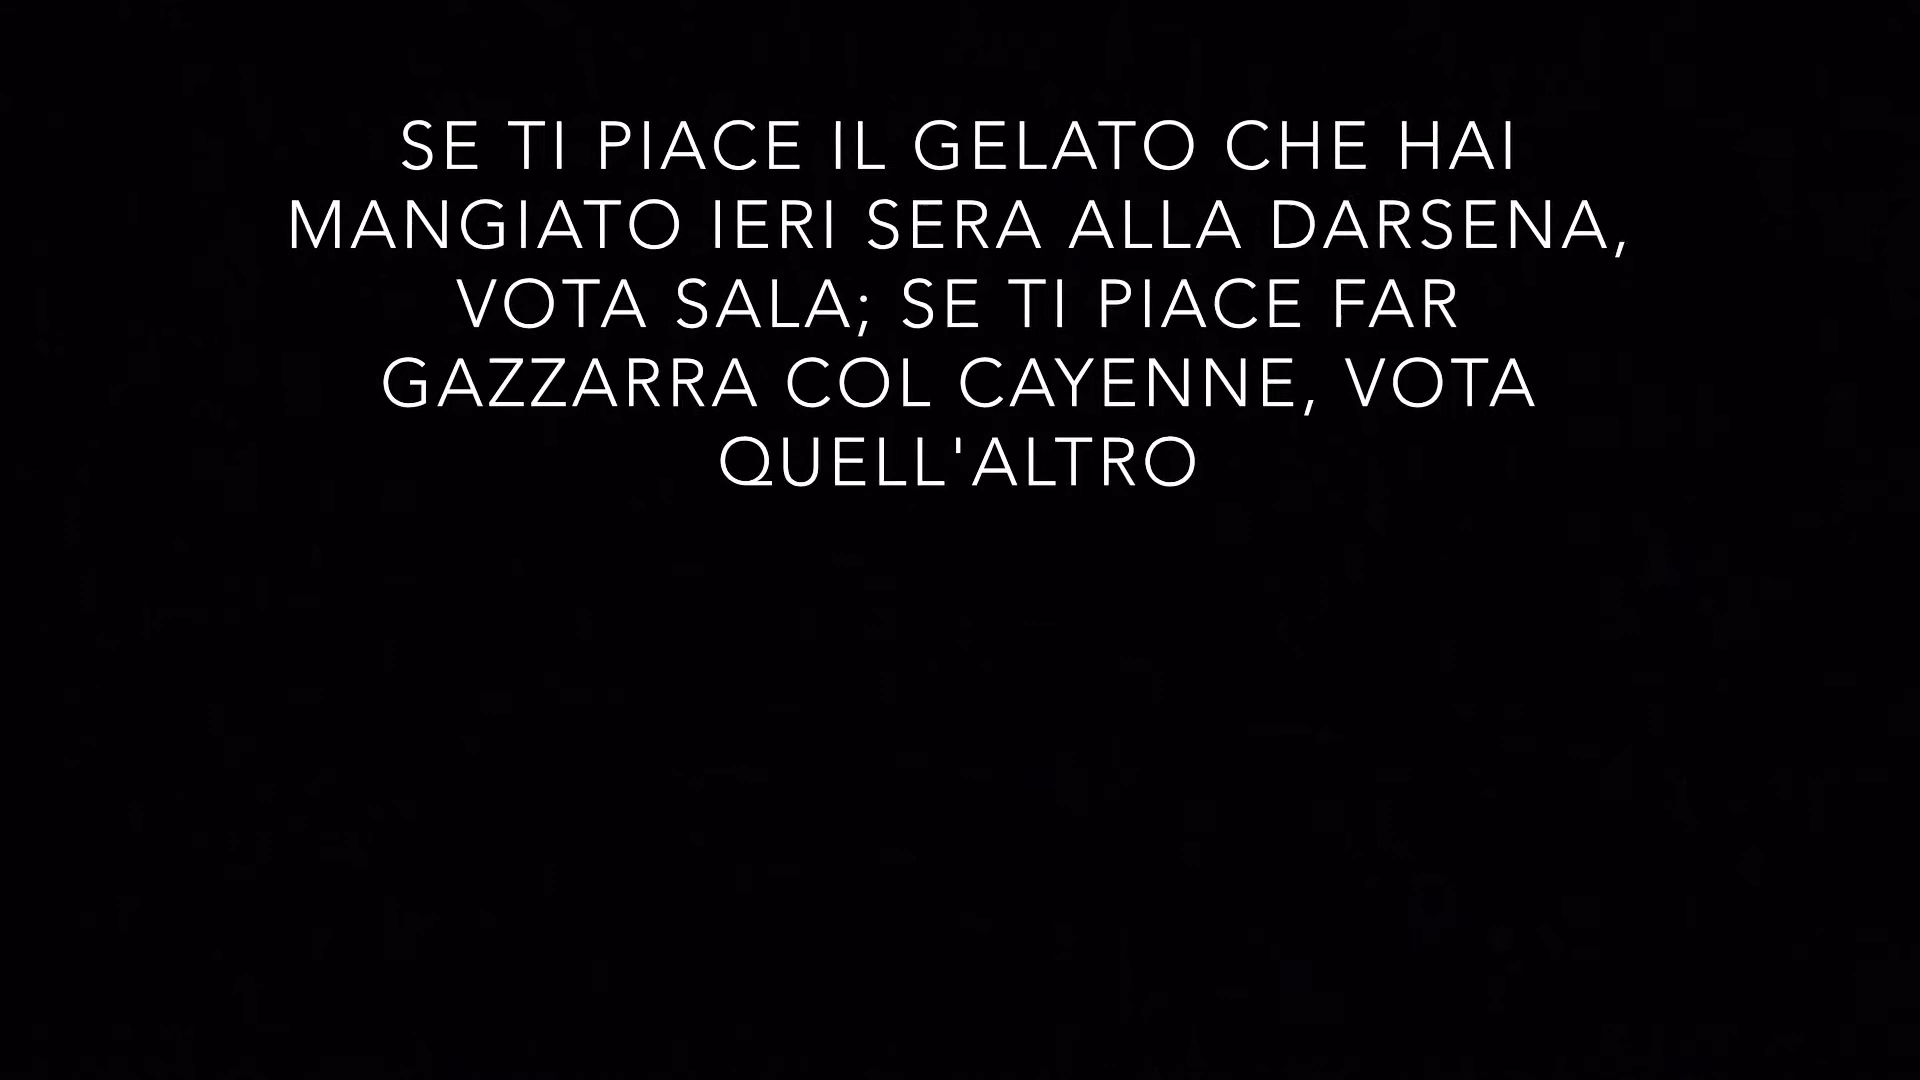 SE TI PIACE IL GELATO CHE HAI
MANGIATO IERI SERA ALLA DARSENA,
VOTA SALA; SE TI PIACE FAR
GAZZARRA COL CAYENNE, VOTA
QUELL'ALTRO